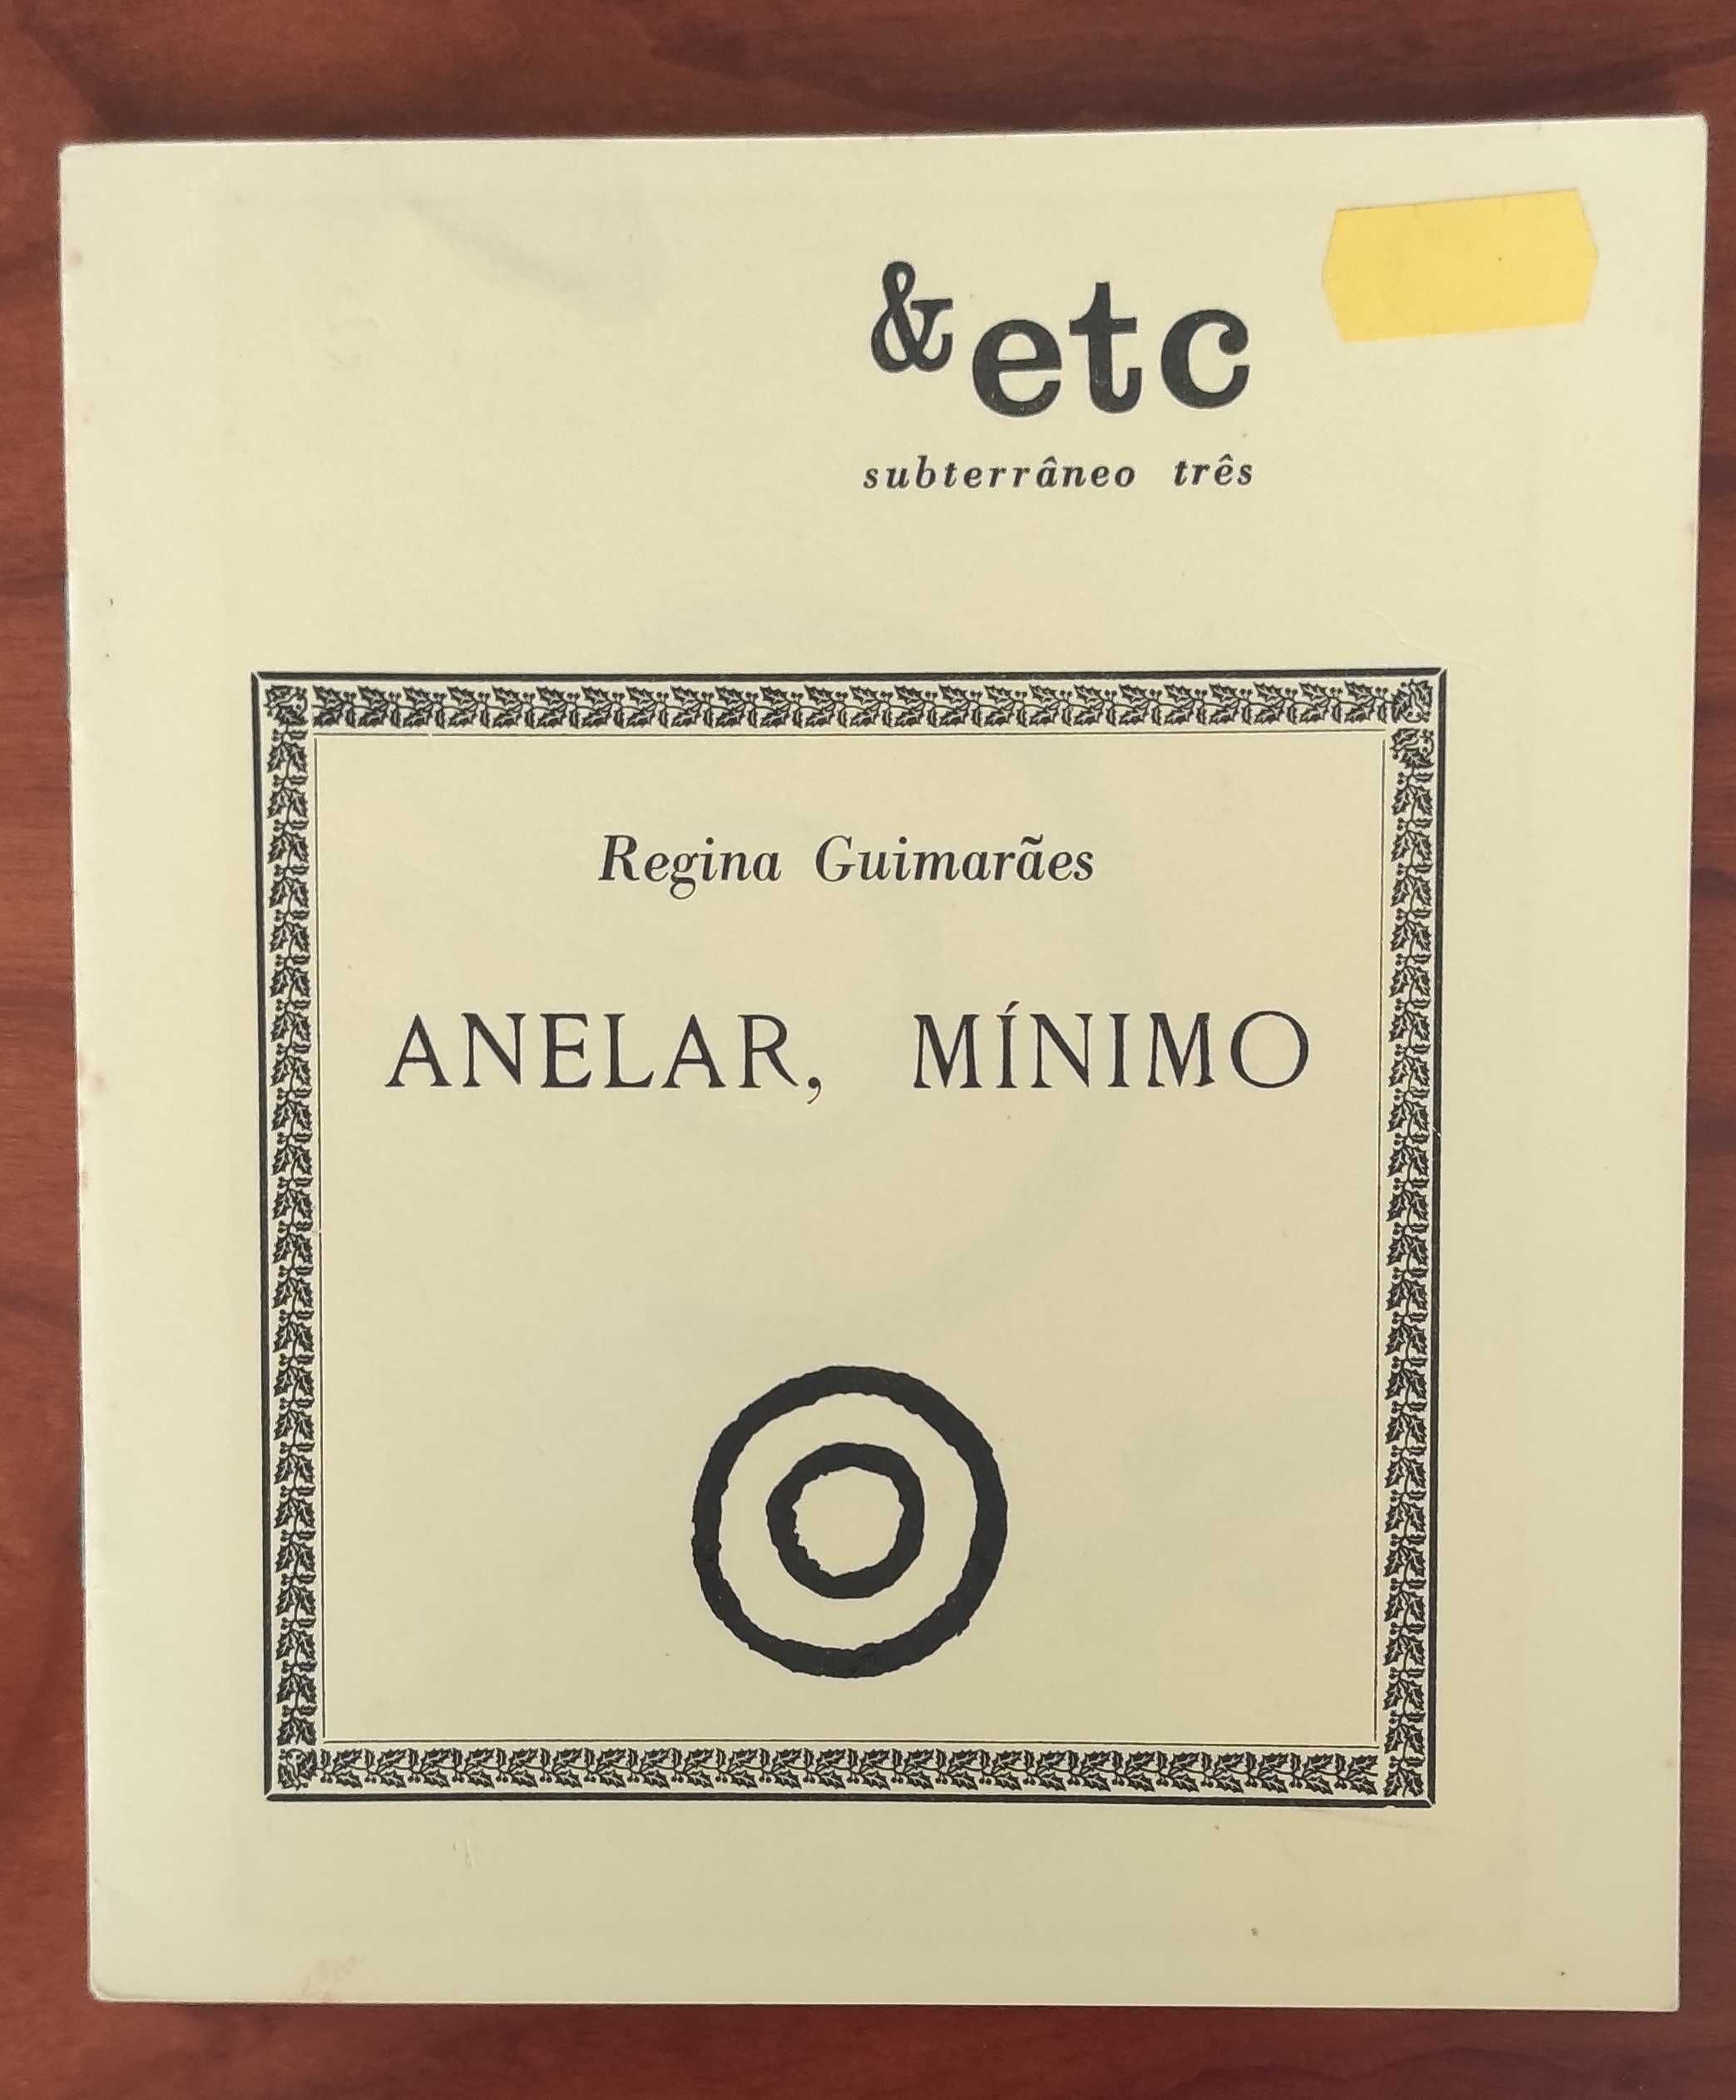 & etc
subterrâneo três
Regina Guimarães
ANELAR, MÍNIMO